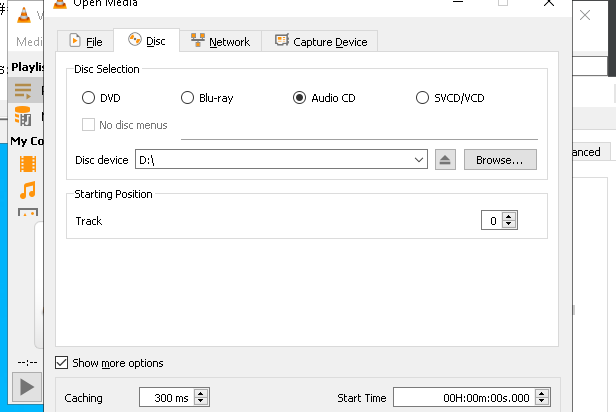 Open Media
Medi
File
Disc
Network
Capture Device
Playlis
Disc Selection
DVD
Blu-ray
Audio CD
SVCD/VCD
No disc menus
My Co
Disc device
D:\
Browse...
anced
Starting Position
Track
0
--:--
Show more options
Caching
300 ms
Start Time
00H:00m:00s.000